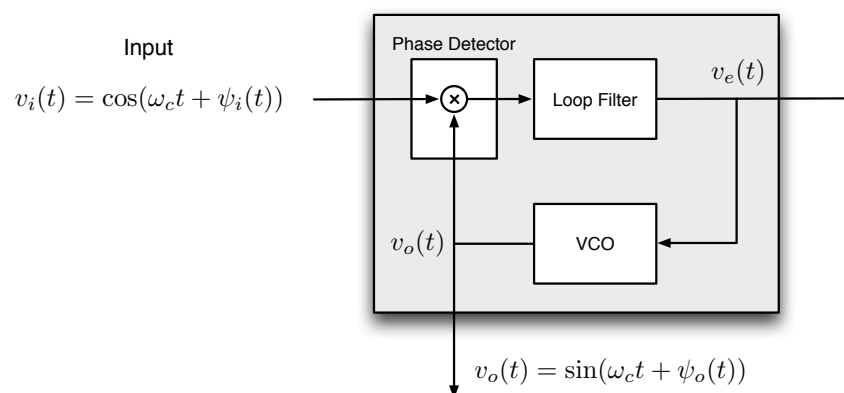 Input
Phase Detector
v_i(t) = cos(ω_c t + ψ_i(t))
×
Loop Filter
v_e(t)
v_o(t)
VCO
v_o(t) = sin(ω_c t + ψ_o(t))